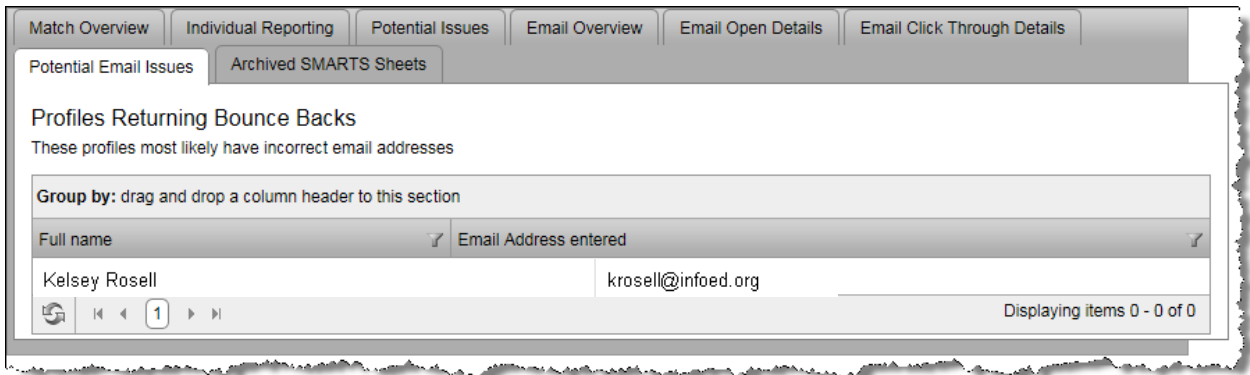 Match Overview Individual Reporting Potential Issues Email Overview Email Open Details Email Click Through Details
Potential Email Issues Archived SMARTS Sheets
Profiles Returning Bounce Backs
These profiles most likely have incorrect email addresses
Group by: drag and drop a column header to this section
Full name Email Address entered
Kelsey Rosell krosell@infoed.org
1 Displaying items 0 - 0 of 0